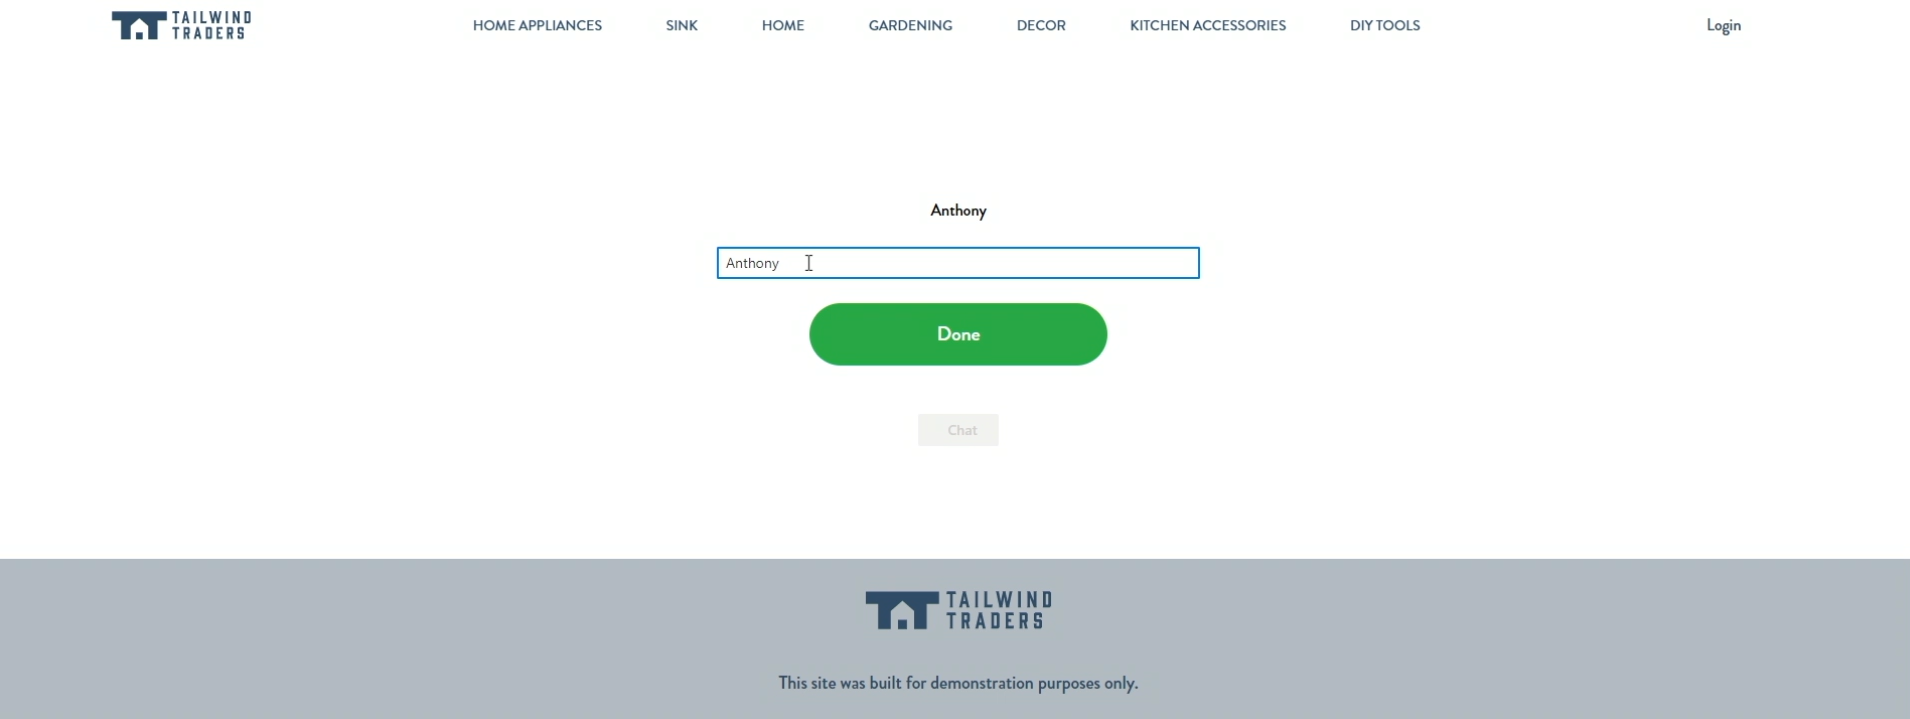 TAILWIND
TRADERS
HOME APPLIANCES SINK HOME GARDENING DECOR KITCHEN ACCESSORIES DIY TOOLS Login
Anthony
Anthony
Done
Chat
TAILWIND
TRADERS
This site was built for demonstration purposes only.